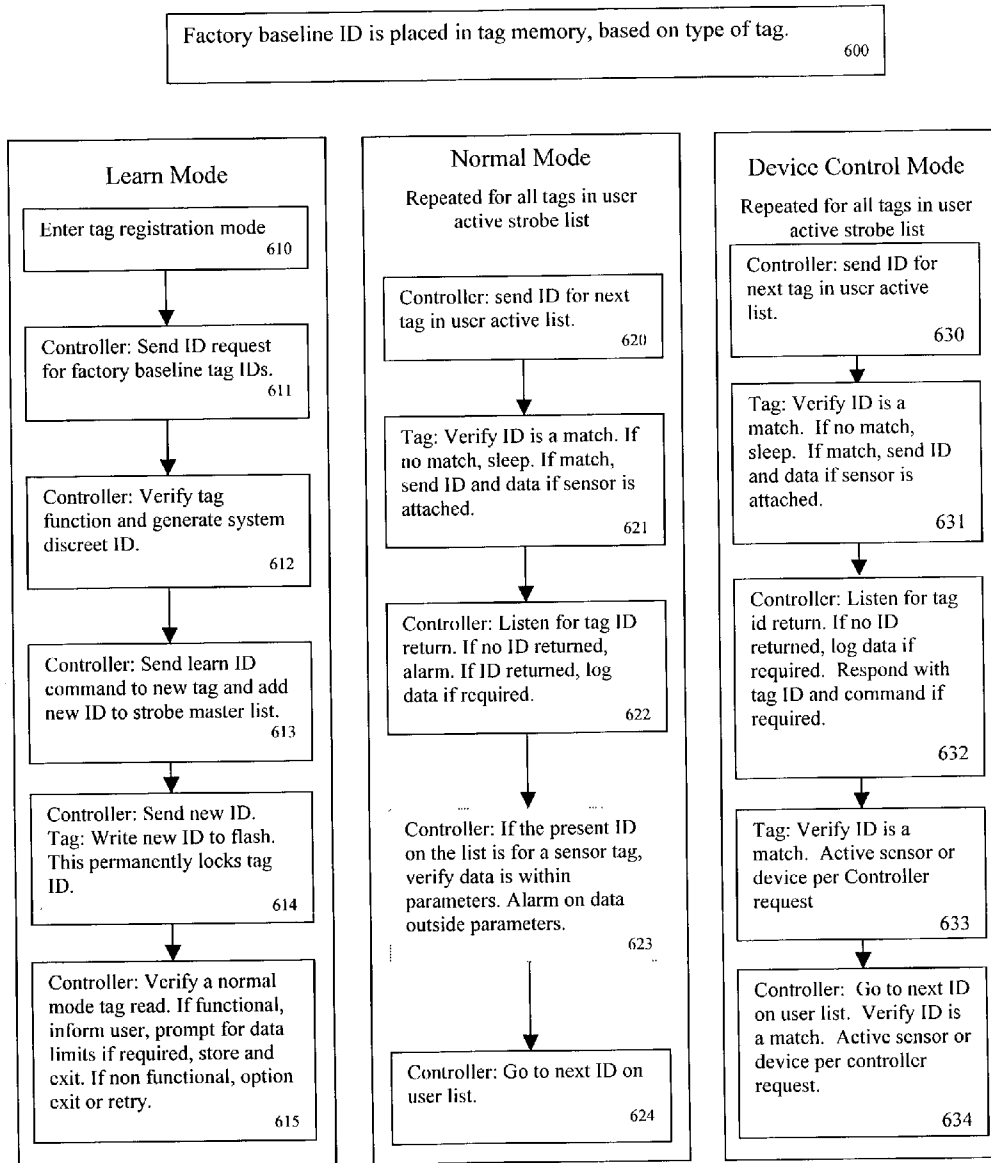 Factory baseline ID is placed in tag memory, based on type of tag.
600
Learn Mode
Enter tag registration mode
610
Controller: Send ID request
for factory baseline tag IDs.
611
Controller: Verify tag
function and generate system
discreet ID.
612
Controller: Send learn ID
command to new tag and add
new ID to strobe master list.
613
Controller: Send new ID.
Tag: Write new ID to flash.
This permanently locks tag
ID.
614
Controller: Verify a normal
mode tag read. If functional,
inform user, prompt for data
limits if required, store and
exit. If non functional, option
exit or retry.
615
Normal Mode
Repeated for all tags in user
active strobe list
Controller: send ID for next
tag in user active list.
620
Tag: Verify ID is a match. If
no match, sleep. If match,
send ID and data if sensor is
attached.
621
Controller: Listen for tag ID
return. If no ID returned,
alarm. If ID returned, log
data if required.
622
Controller: If the present ID
on the list is for a sensor tag,
verify data is within
parameters. Alarm on data
outside parameters.
623
Controller: Go to next ID on
user list.
624
Device Control Mode
Repeated for all tags in user
active strobe list
Controller: send ID for
next tag in user active
list.
630
Tag: Verify ID is a
match. If no match,
sleep. If match, send ID
and data if sensor is
attached.
631
Controller: Listen for tag
id return. If no ID
returned, log data if
required. Respond with
tag ID and command if
required.
632
Tag: Verify ID is a
match. Active sensor or
device per Controller
request
633
Controller: Go to next ID
on user list. Verify ID is
a match. Active sensor or
device per controller
request.
634